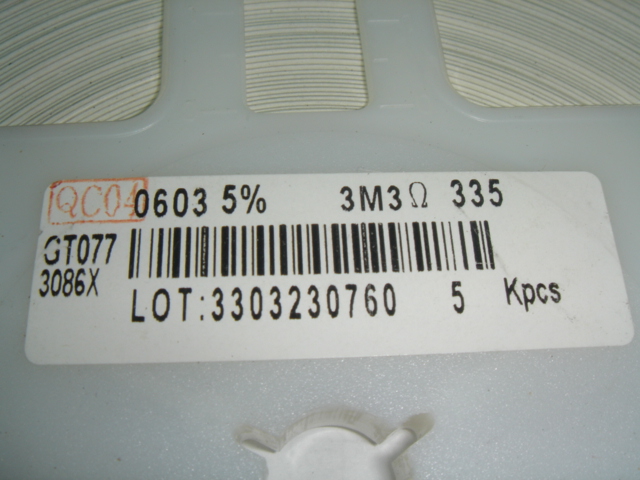 QC04 0603 5% 3M3Ω 335
GT077
3086X
LOT:3303230760 5 Kpcs